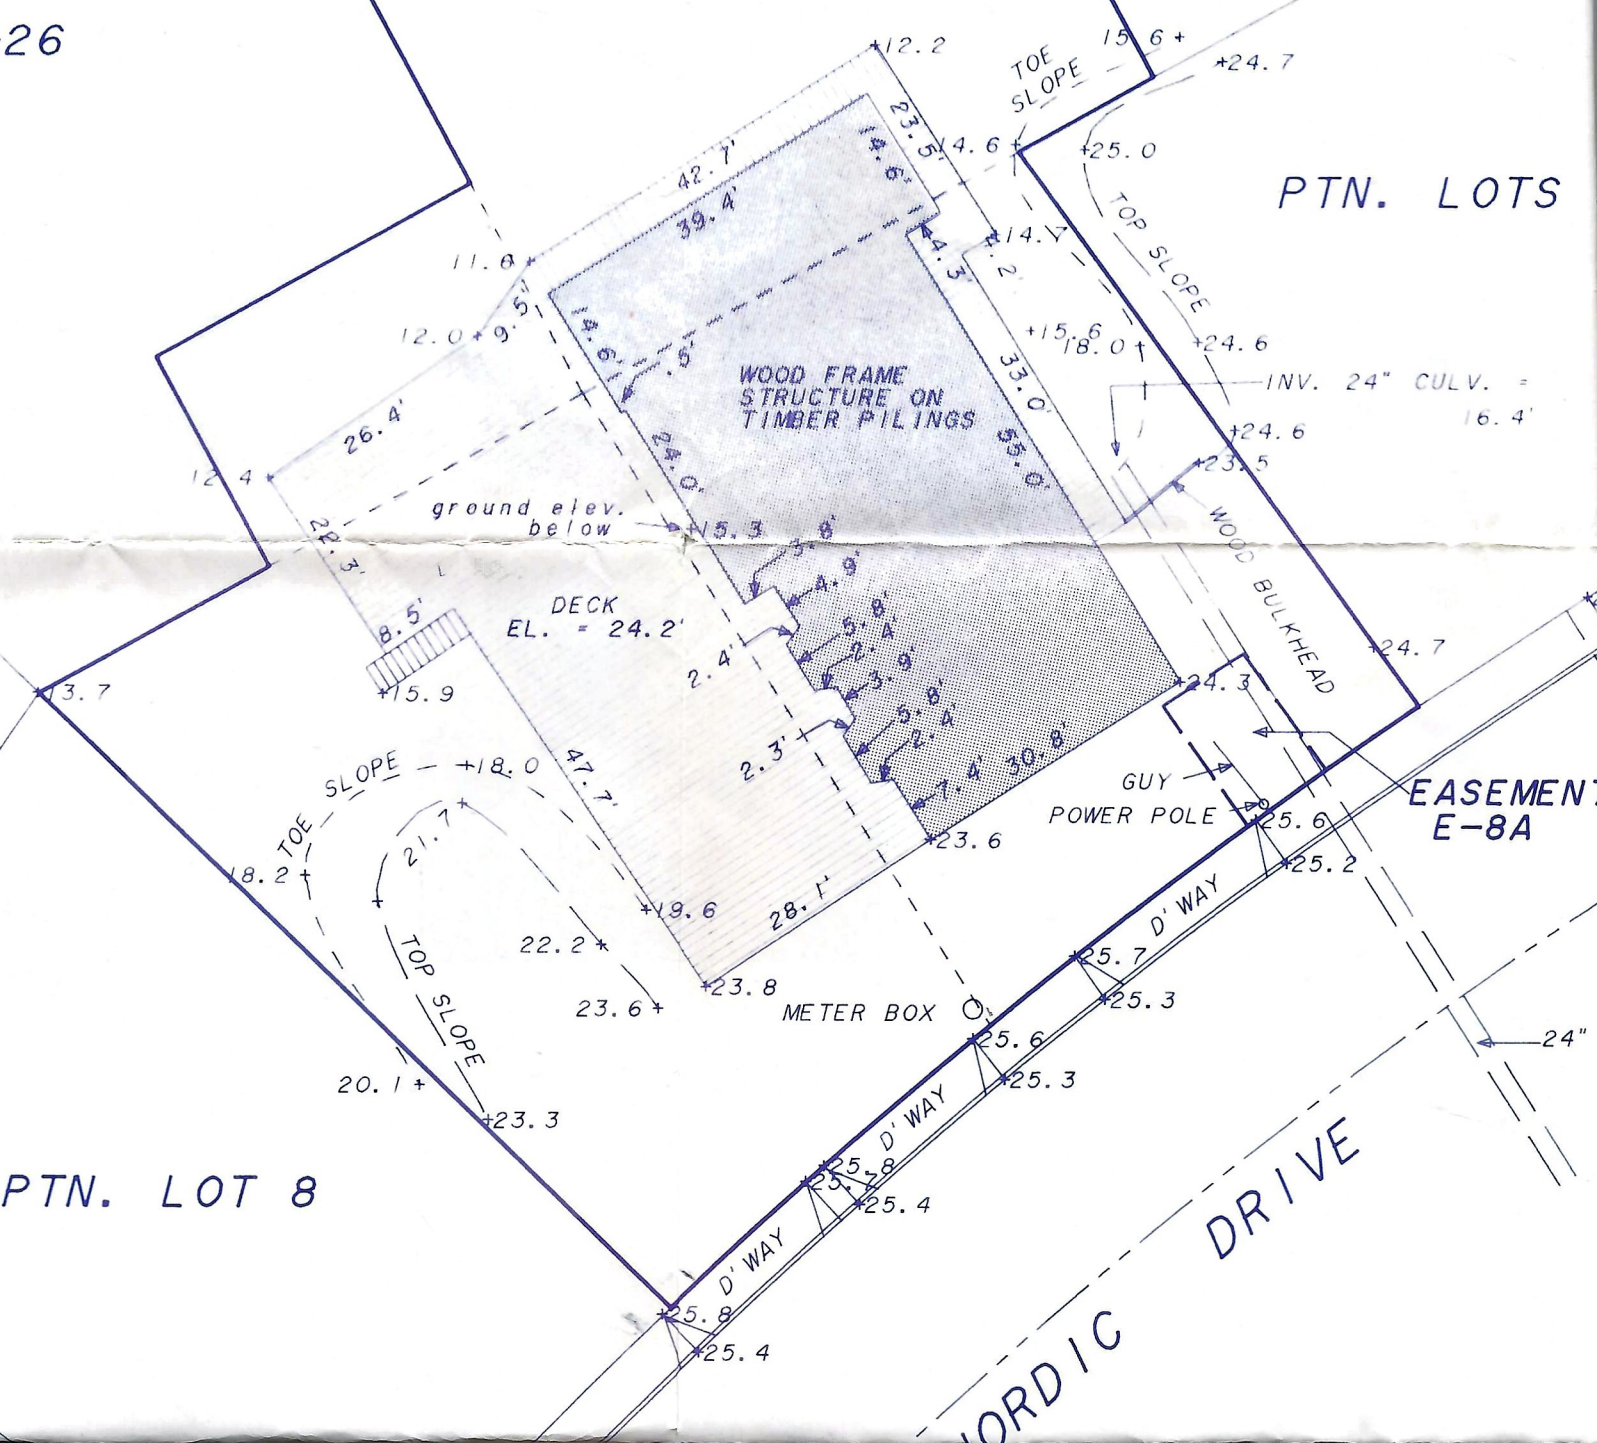 26
12.2
TOE
SLOPE
15.6
24.7
23.5'
14.6
25.0
42.7'
14.6'
PTN. LOTS
39.4'
TOP SLOPE
11.
14.7
4.3'
.2'
9.5'
12.0
14.6'
.5'
15.6
18.0
24.6
WOOD FRAME
STRUCTURE ON
TIMBER PILINGS
33.0'
INV. 24" CULV. =
16.4'
26.4'
24.6
55.0'
23.5
12.4
24.0'
ground elev.
below
15.3
3.8'
4.9'
WOOD BULKHEAD
DECK
EL. = 24.2'
8.5'
5.8'
2.4'
2.4'
3.9'
24.7
13.7
15.9
24.3
5.8'
2.4'
2.3'
TOE SLOPE
18.0
47.7'
7.4'
30.8'
GUY
POWER POLE
EASEMENT
E-8A
21.7
25.6
23.6
25.2
18.2
28.1'
19.6
D'WAY
22.2
TOP SLOPE
25.7
23.8
23.6
METER BOX
25.3
25.6
24"
25.3
20.1
D'WAY
23.3
25.8
25.4
PTN. LOT 8
D'WAY
25.8
25.4
ORDIC DRIVE